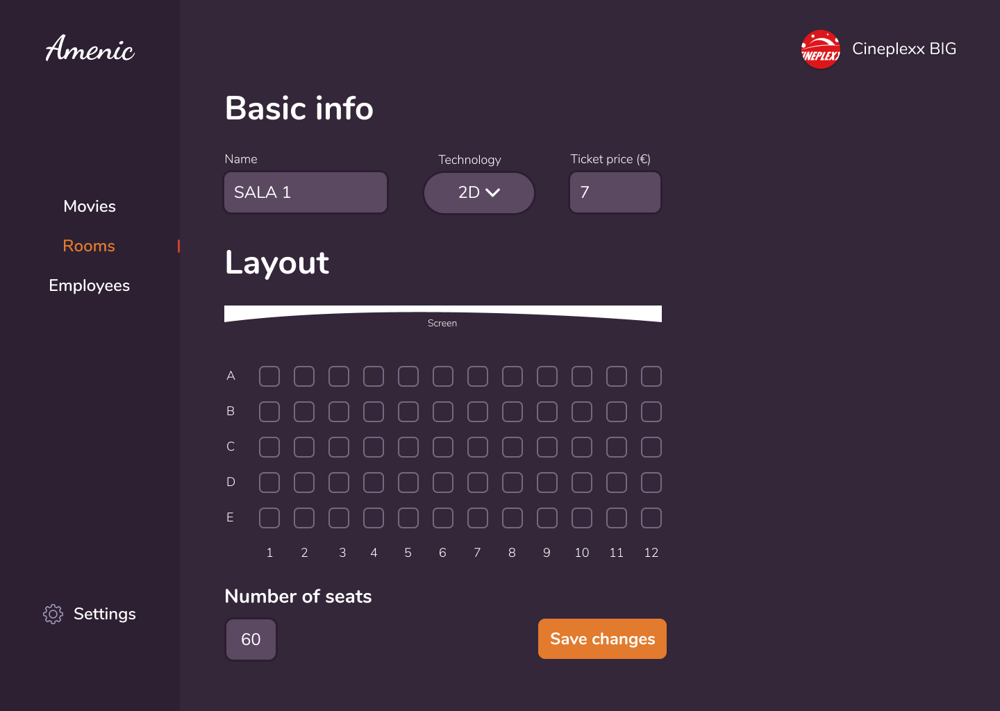 Amenic
CINEPLEXX
Cineplexx BIG
Basic info
Name
Technology
Ticket price (€)
SALA 1
2D
7
Movies
Rooms
Employees
Layout
Screen
A
B
C
D
E
1 2 3 4 5 6 7 8 9 10 11 12
Number of seats
60
Save changes
Settings